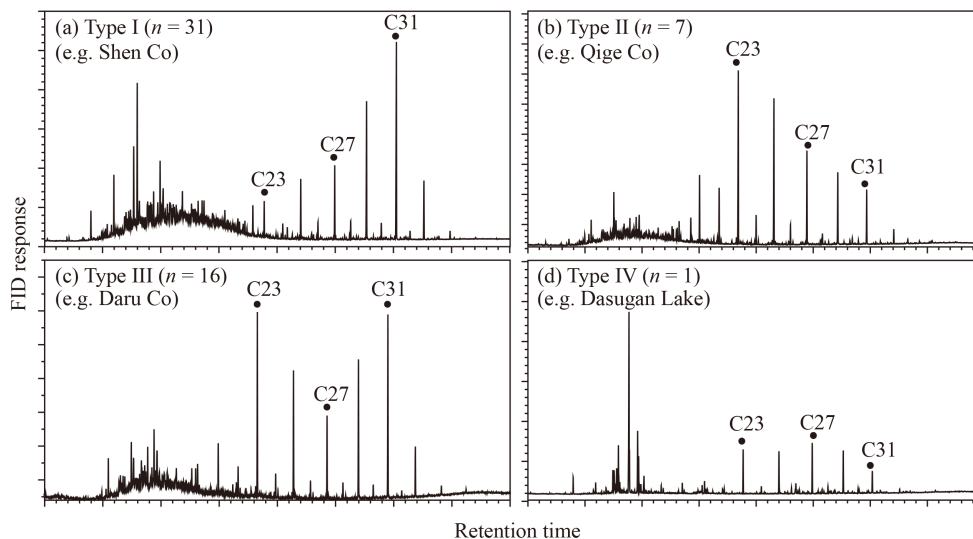 (a) Type I (n = 31)
(e.g. Shen Co)
C23
C27
C31
(b) Type II (n = 7)
(e.g. Qige Co)
C23
C27
C31
(c) Type III (n = 16)
(e.g. Daru Co)
C23
C27
C31
(d) Type IV (n = 1)
(e.g. Dasugan Lake)
C23
C27
C31
FID response
Retention time